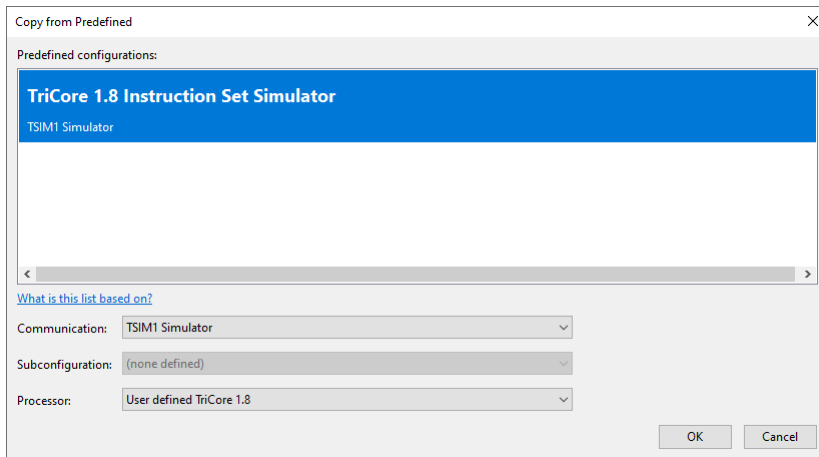 Copy from Predefined
Predefined configurations:
TriCore 1.8 Instruction Set Simulator
TSIM1 Simulator
What is this list based on?
Communication: TSIM1 Simulator
Subconfiguration: (none defined)
Processor: User defined TriCore 1.8
OK Cancel